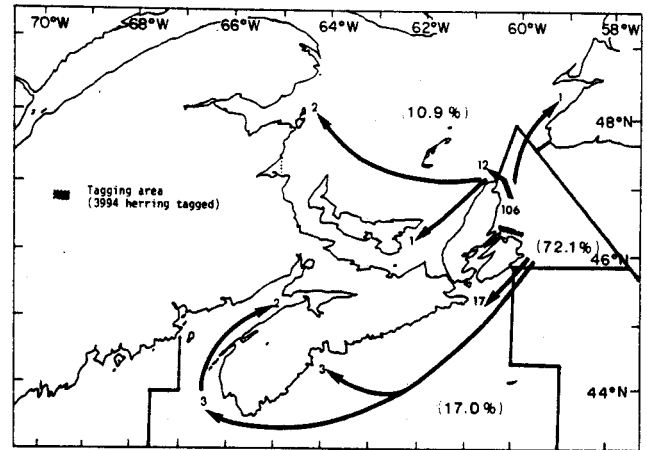 70°W 68°W 66°W 64°W 62°W 60°W 58°W
1
2
(10.9%)
48°N
12
Tagging area
(3994 herring tagged)
106
1
(72.1%)
46°N
17
2
3
3
44°N
(17.0%)